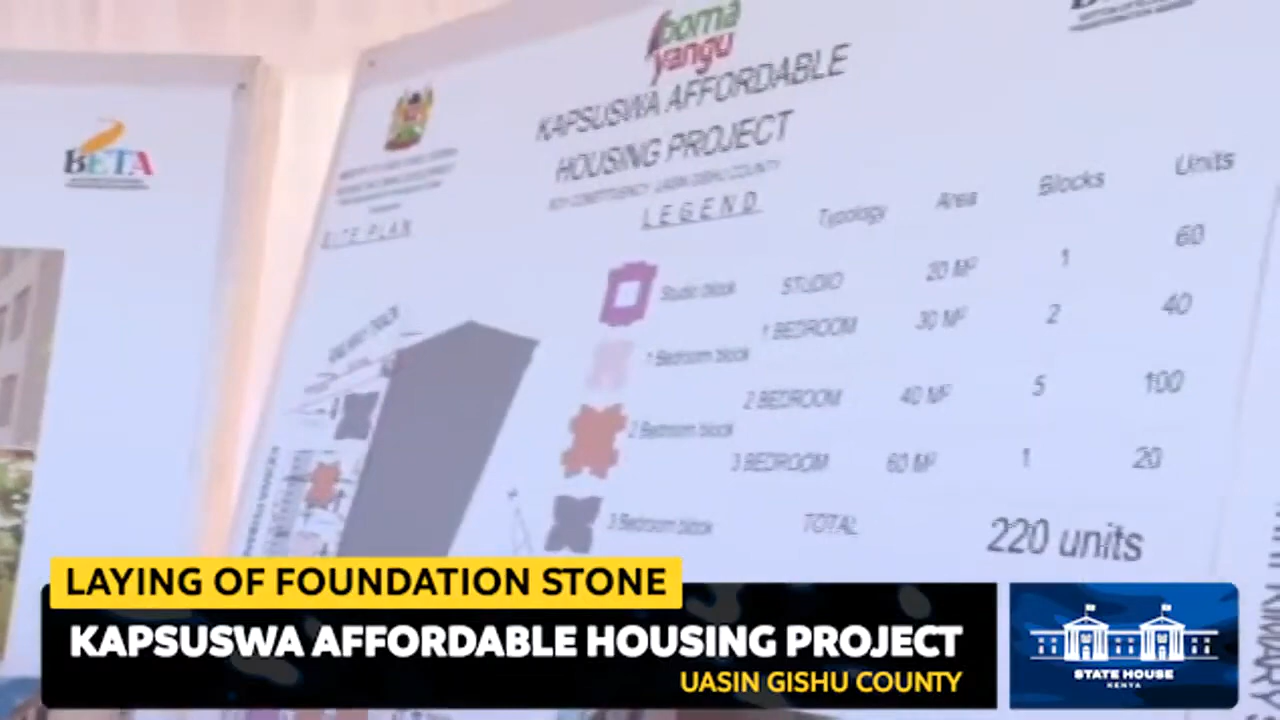 BETA
boma
yangu
KAPSUSWA AFFORDABLE
HOUSING PROJECT
UASIN GISHU COUNTY
SITE PLAN
LEGEND
Typology Area Blocks Units
Studio block STUDIO 20 M² 1 60
1 Bedroom block 1 BEDROOM 30 M² 2 40
2 Bedroom block 2 BEDROOM 40 M² 5 100
3 Bedroom block 3 BEDROOM 60 M² 1 20
TOTAL 220 units
LAYING OF FOUNDATION STONE
KAPSUSWA AFFORDABLE HOUSING PROJECT
UASIN GISHU COUNTY
STATE HOUSE
KENYA